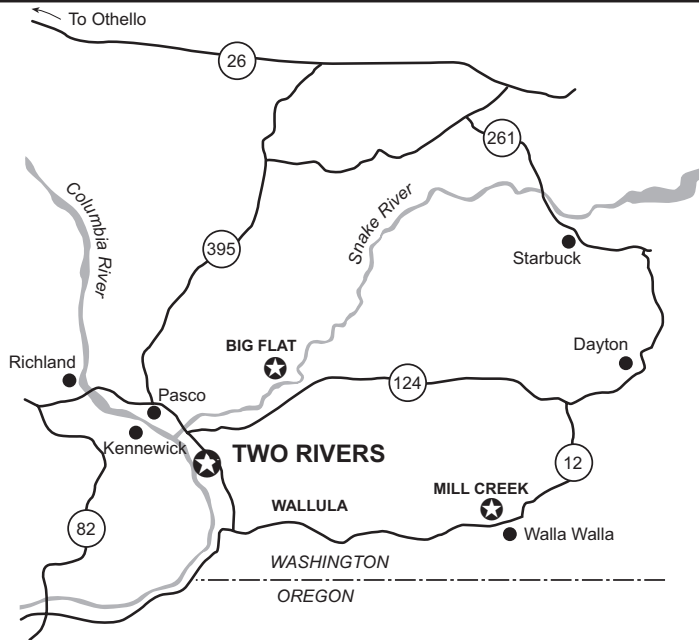 To Othello
26
261
Columbia River
Snake River
395
Starbuck
BIG FLAT
Dayton
Richland
124
Pasco
Kennewick
TWO RIVERS
12
MILL CREEK
WALLULA
82
Walla Walla
WASHINGTON
OREGON